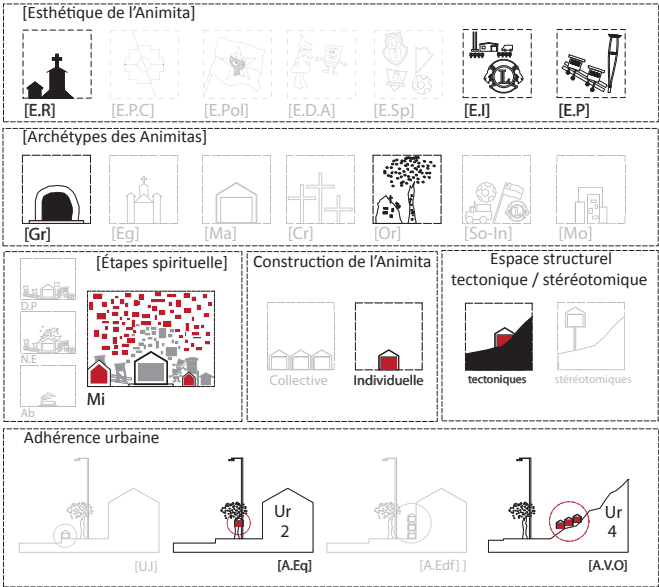 [Esthétique de l'Animita]
[E.R] [E.P.C] [E.Pol] [E.D.A] [E.Sp] [E.I] [E.P]
L
[Archétypes des Animitas]
[Gr] [Eg] [Ma] [Cr] [Or] [So-In] [Mo]
[Étapes spirituelle]
D.P
N.E
Ab
Mi
Construction de l'Animita
Collective Individuelle
Espace structurel
tectonique / stéréotomique
tectoniques stéréotomiques
Adhérence urbaine
Ur
2
Ur
4
[U.I] [A.Eq] [A.Edf] ] [A.V.O]